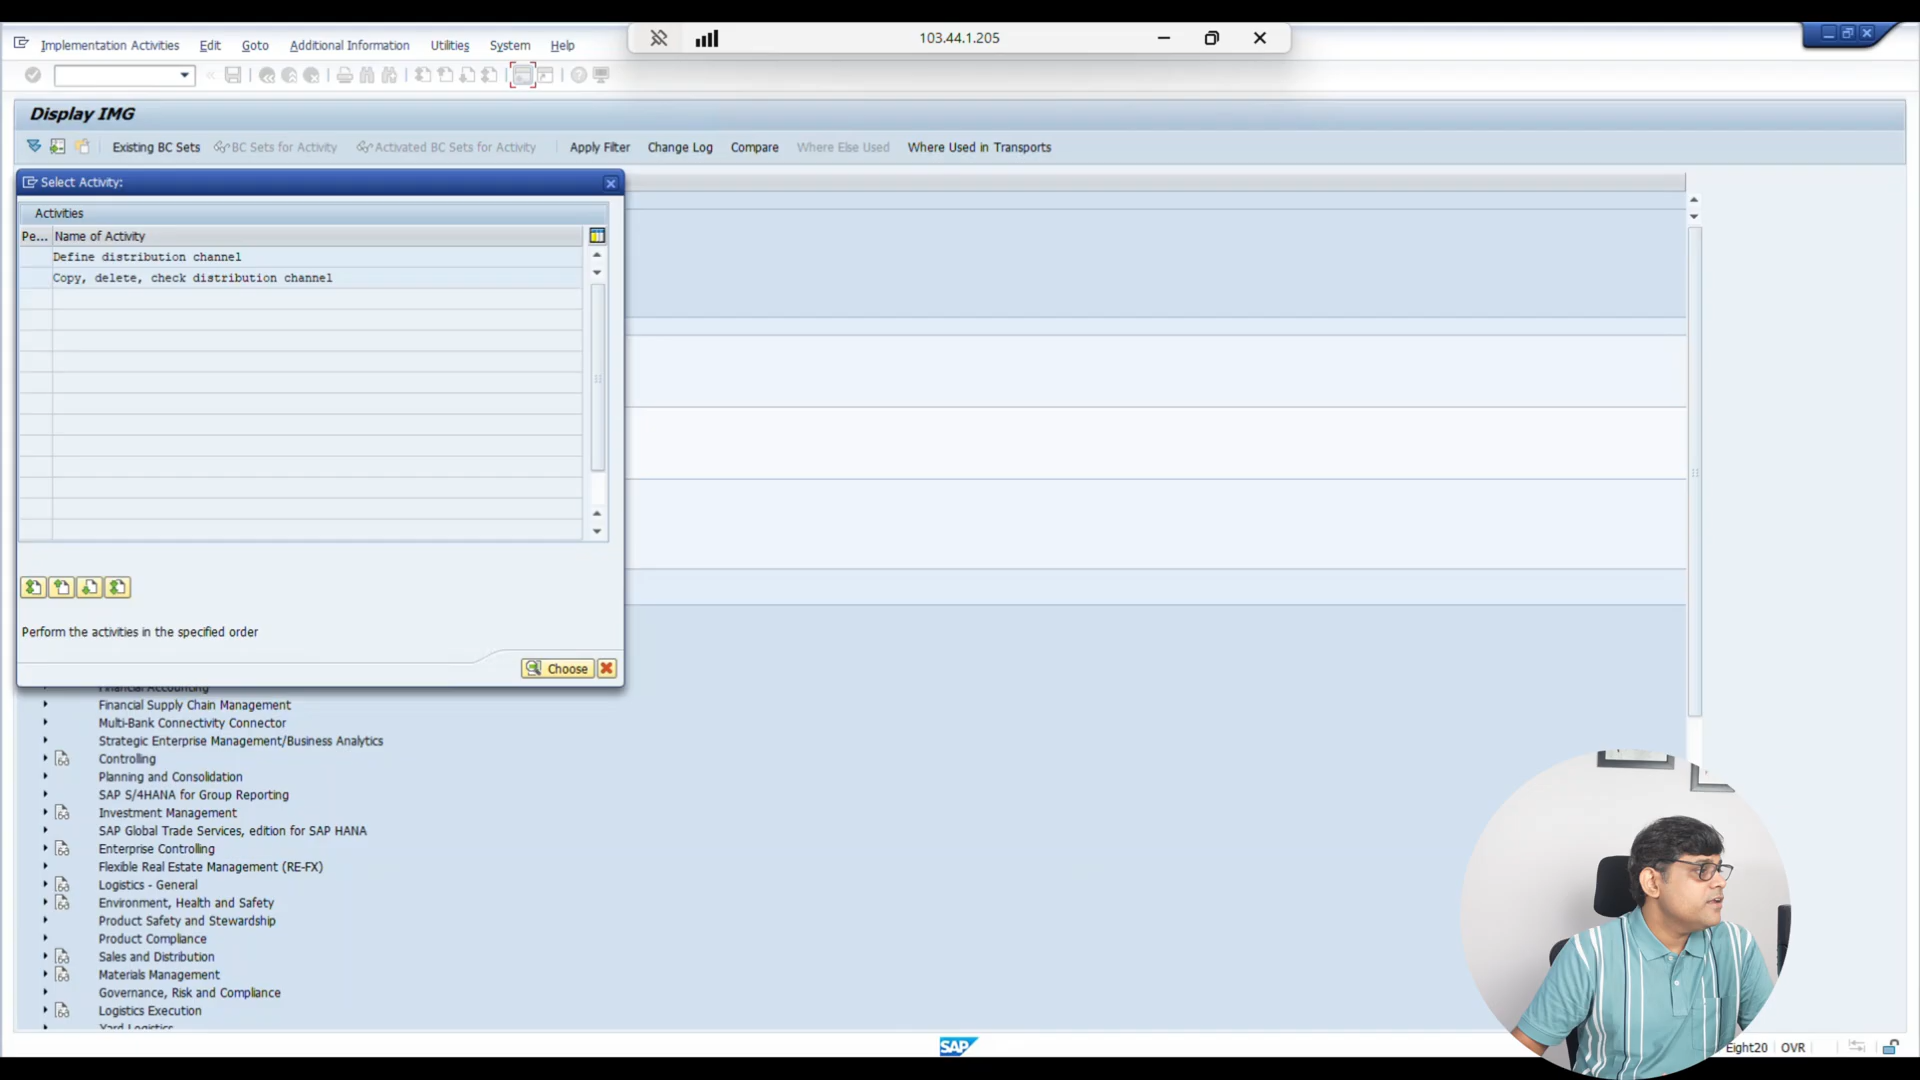 Implementation Activities Edit Goto Additional Information Utilities System Help
103.44.1.205
Display IMG
Existing BC Sets BC Sets for Activity Activated BC Sets for Activity Apply Filter Change Log Compare Where Else Used Where Used in Transports
Select Activity:
Activities
Pe... Name of Activity
Define distribution channel
Copy, delete, check distribution channel
Perform the activities in the specified order
Choose
Financial Accounting
Financial Supply Chain Management
Multi-Bank Connectivity Connector
Strategic Enterprise Management/Business Analytics
Controlling
Planning and Consolidation
SAP S/4HANA for Group Reporting
Investment Management
SAP Global Trade Services, edition for SAP HANA
Enterprise Controlling
Flexible Real Estate Management (RE-FX)
Logistics - General
Environment, Health and Safety
Product Safety and Stewardship
Product Compliance
Sales and Distribution
Materials Management
Governance, Risk and Compliance
Logistics Execution
Yard Logistics
SAP
Eight20 OVR